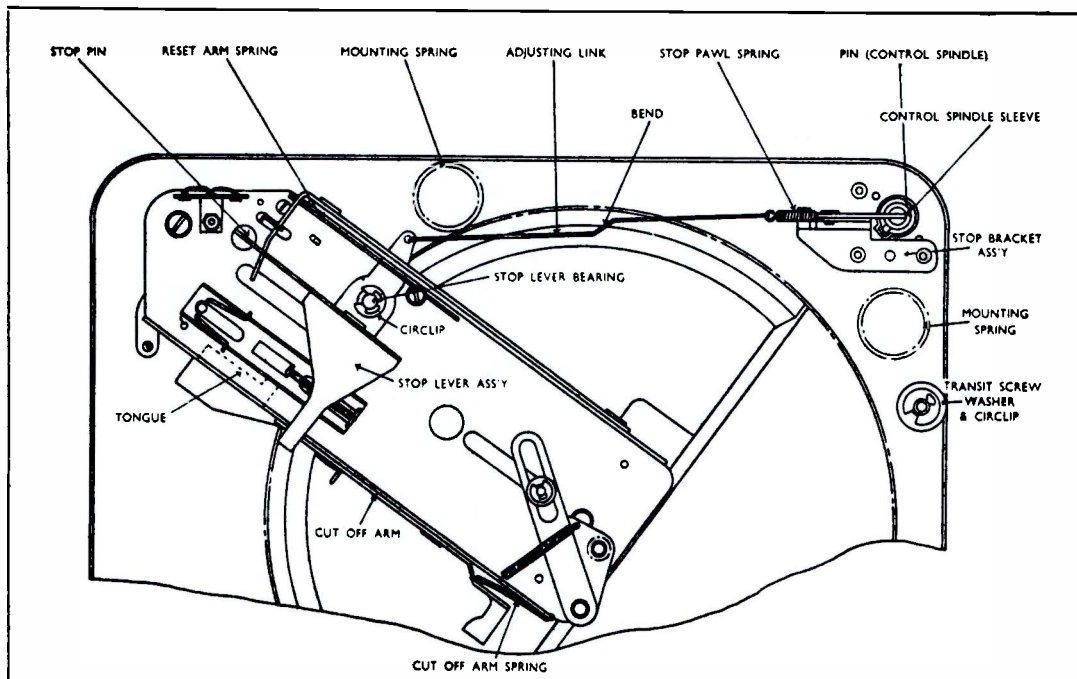 STOP PIN
RESET ARM SPRING
MOUNTING SPRING
ADJUSTING LINK
STOP PAWL SPRING
PIN (CONTROL SPINDLE)
BEND
CONTROL SPINDLE SLEEVE
STOP BRACKET
ASS'Y
STOP LEVER BEARING
CIRCLIP
MOUNTING
SPRING
STOP LEVER ASS'Y
TONGUE
TRANSIT SCREW
WASHER
& CIRCLIP
CUT OFF ARM
CUT OFF ARM SPRING